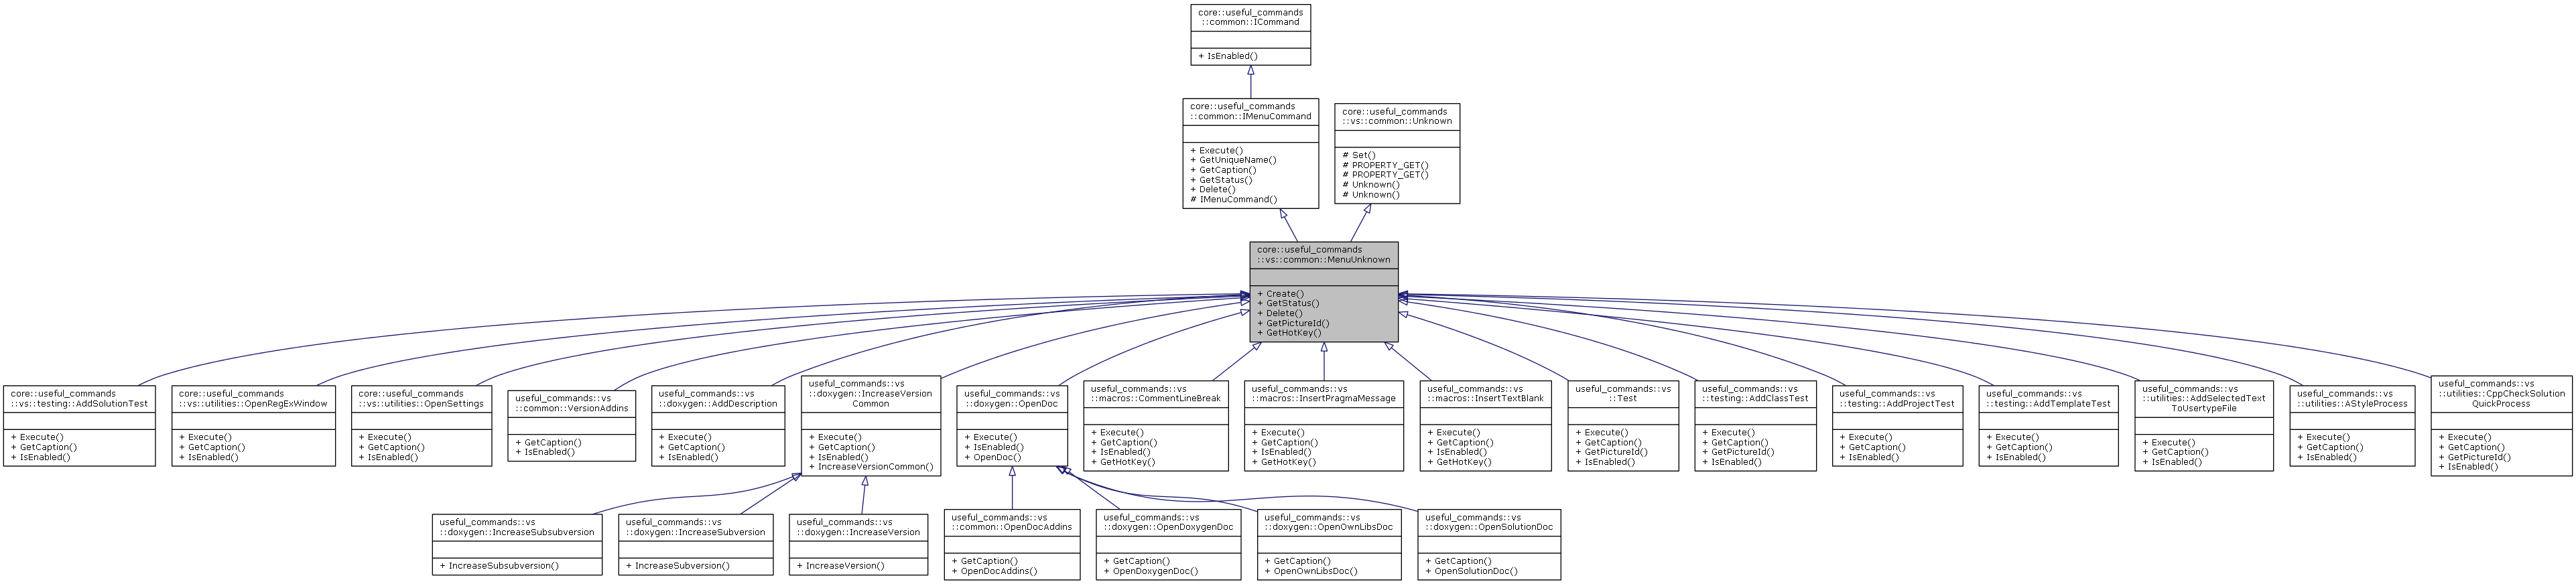 core::useful_commands
::common::ICommand
+ IsEnabled()
core::useful_commands
::common::IMenuCommand
+ Execute()
+ GetUniqueName()
+ GetCaption()
+ GetStatus()
+ Delete()
# IMenuCommand()
core::useful_commands
::vs::common::Unknown
# Set()
# PROPERTY_GET()
# PROPERTY_GET()
# Unknown()
# Unknown()
core::useful_commands
::vs::common::MenuUnknown
+ Create()
+ GetStatus()
+ Delete()
+ GetPictureId()
+ GetHotKey()
core::useful_commands
::vs::testing::AddSolutionTest
+ Execute()
+ GetCaption()
+ IsEnabled()
core::useful_commands
::vs::utilities::OpenRegExWindow
+ Execute()
+ GetCaption()
+ IsEnabled()
core::useful_commands
::vs::utilities::OpenSettings
+ Execute()
+ GetCaption()
+ IsEnabled()
useful_commands::vs
::common::VersionAddins
+ GetCaption()
+ IsEnabled()
useful_commands::vs
::doxygen::AddDescription
+ Execute()
+ GetCaption()
+ IsEnabled()
useful_commands::vs
::doxygen::IncreaseVersion
Common
+ Execute()
+ GetCaption()
+ IsEnabled()
+ IncreaseVersionCommon()
useful_commands::vs
::doxygen::OpenDoc
+ Execute()
+ IsEnabled()
+ OpenDoc()
useful_commands::vs
::macros::CommentLineBreak
+ Execute()
+ GetCaption()
+ IsEnabled()
+ GetHotKey()
useful_commands::vs
::macros::InsertPragmaMessage
+ Execute()
+ GetCaption()
+ IsEnabled()
+ GetHotKey()
useful_commands::vs
::macros::InsertTextBlank
+ Execute()
+ GetCaption()
+ IsEnabled()
+ GetHotKey()
useful_commands::vs
::Test
+ Execute()
+ GetCaption()
+ GetPictureId()
+ IsEnabled()
useful_commands::vs
::testing::AddClassTest
+ Execute()
+ GetCaption()
+ GetPictureId()
+ IsEnabled()
useful_commands::vs
::testing::AddProjectTest
+ Execute()
+ GetCaption()
+ IsEnabled()
useful_commands::vs
::testing::AddTemplateTest
+ Execute()
+ GetCaption()
+ IsEnabled()
useful_commands::vs
::utilities::AddSelectedText
ToUsertypeFile
+ Execute()
+ GetCaption()
+ IsEnabled()
useful_commands::vs
::utilities::AStyleProcess
+ Execute()
+ GetCaption()
+ IsEnabled()
useful_commands::vs
::utilities::CppCheckSolution
QuickProcess
+ Execute()
+ GetCaption()
+ GetPictureId()
+ IsEnabled()
useful_commands::vs
::doxygen::IncreaseSubsubversion
+ IncreaseSubsubversion()
useful_commands::vs
::doxygen::IncreaseSubversion
+ IncreaseSubversion()
useful_commands::vs
::doxygen::IncreaseVersion
+ IncreaseVersion()
useful_commands::vs
::common::OpenDocAddins
+ GetCaption()
+ OpenDocAddins()
useful_commands::vs
::doxygen::OpenDoxygenDoc
+ GetCaption()
+ OpenDoxygenDoc()
useful_commands::vs
::doxygen::OpenOwnLibsDoc
+ GetCaption()
+ OpenOwnLibsDoc()
useful_commands::vs
::doxygen::OpenSolutionDoc
+ GetCaption()
+ OpenSolutionDoc()